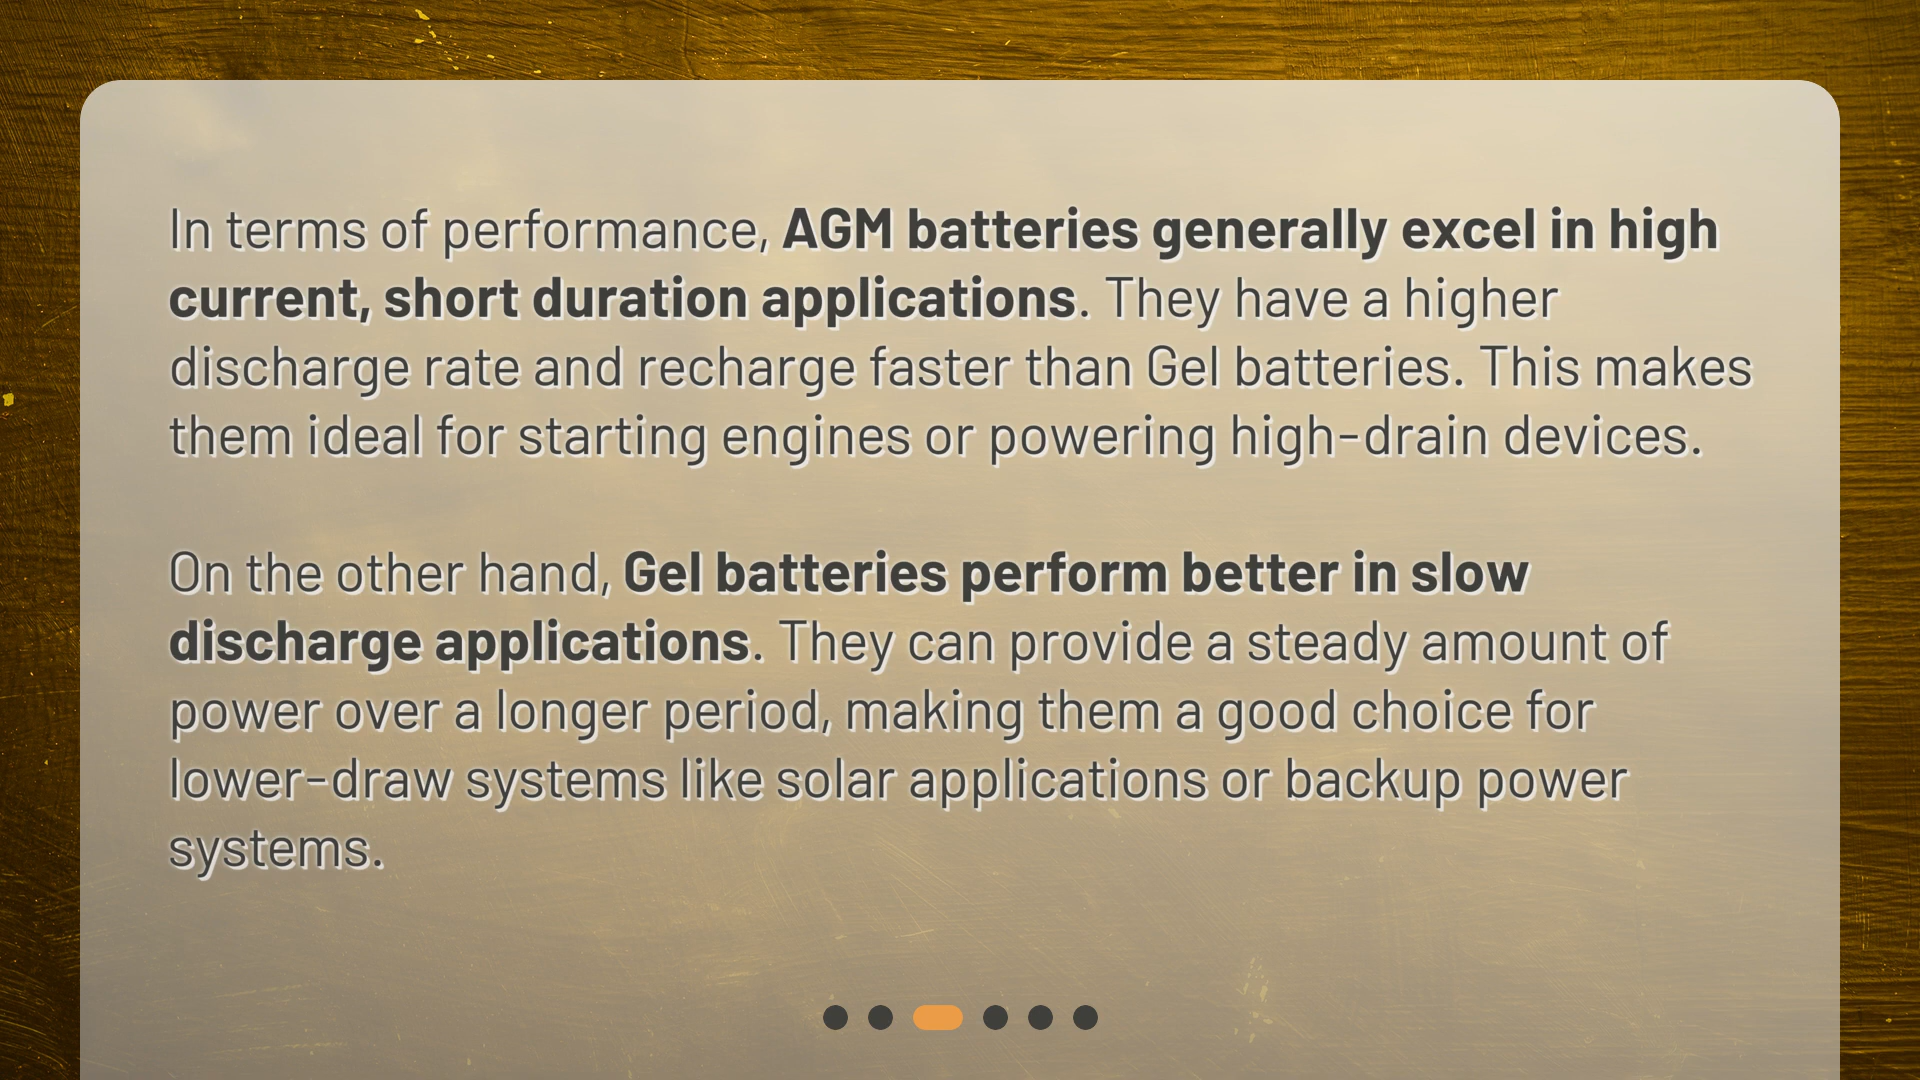 In terms of performance, AGM batteries generally excel in high
current, short duration applications. They have a higher
discharge rate and recharge faster than Gel batteries. This makes
them ideal for starting engines or powering high-drain devices.
On the other hand, Gel batteries perform better in slow
discharge applications. They can provide a steady amount of
power over a longer period, making them a good choice for
lower-draw systems like solar applications or backup power
systems.